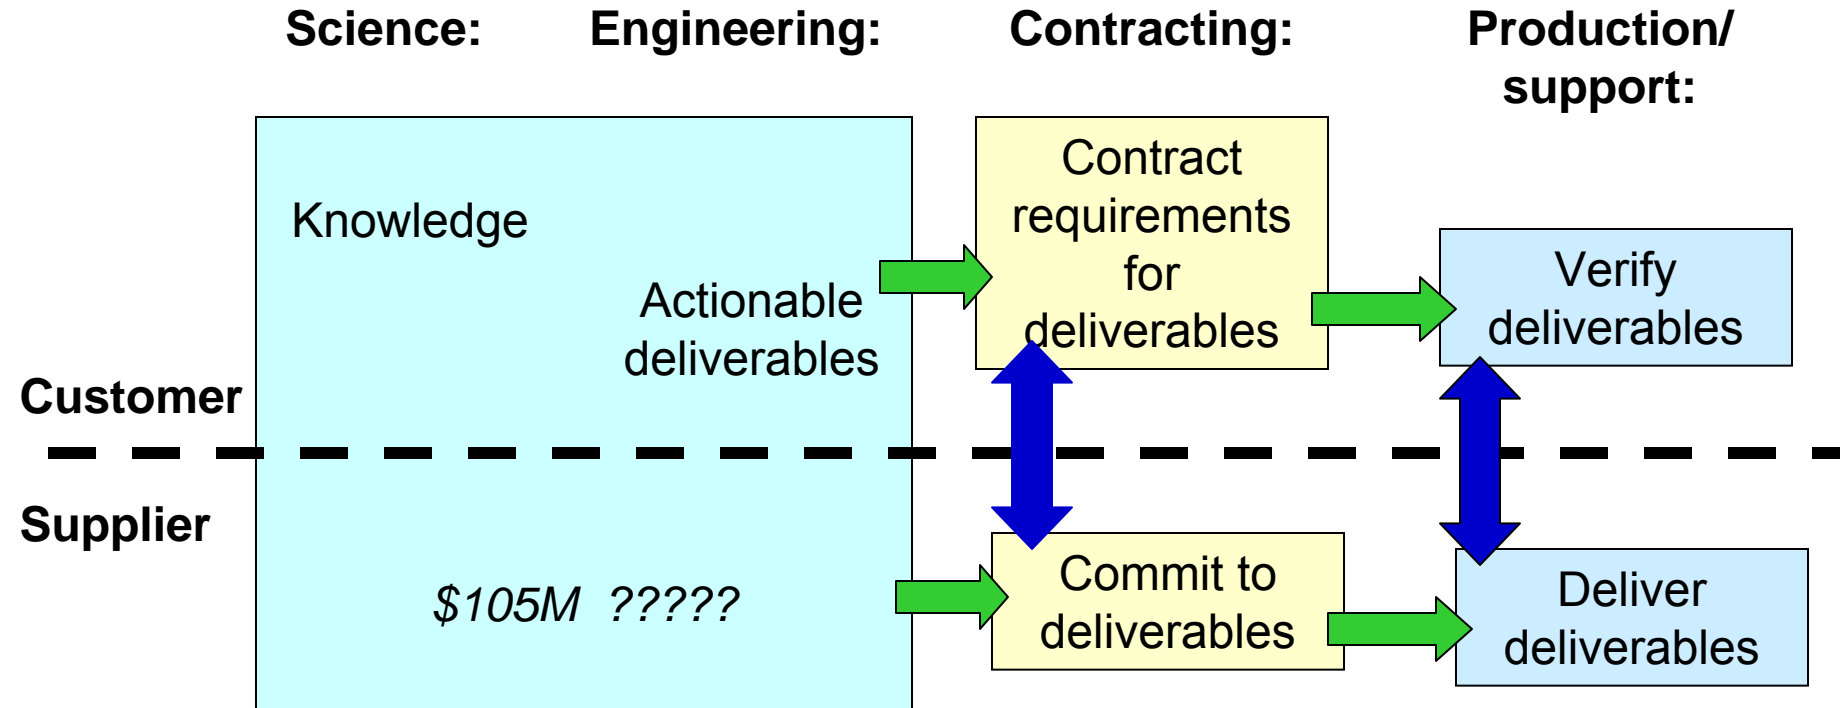 Science:
Engineering:
Contracting:
Production/
support:
Knowledge
Actionable
deliverables
Contract
requirements
for
deliverables
Verify
deliverables
Customer
Supplier
$105M ?????
Commit to
deliverables
Deliver
deliverables